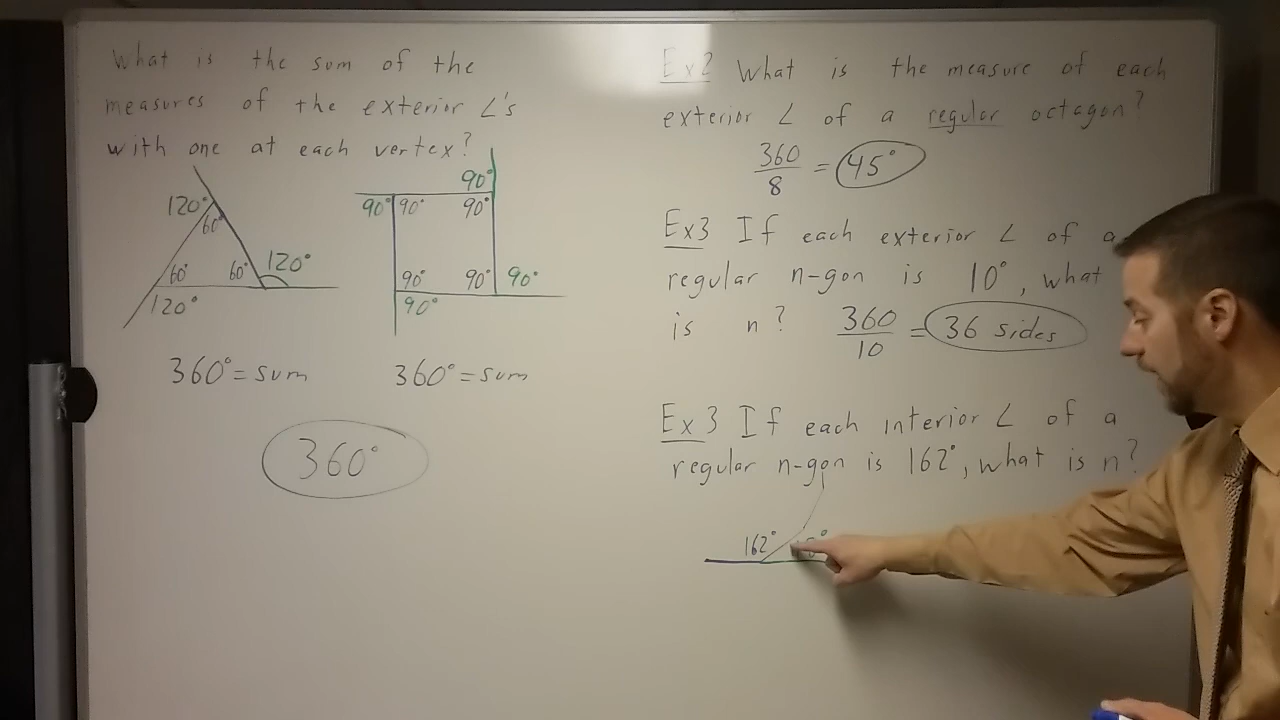 What is the sum of the
measures of the exterior ∠'s
with one at each vertex?
120°
60°
60°
60°
120°
120°
90°
90°
90°
90°
90°
90°
90°
90°
360° = sum
360° = sum
360°
Ex2 What is the measure of each
exterior ∠ of a regular octagon?
360
8
= 45°
Ex3 If each exterior ∠ of a
regular n-gon is 10°, what
is n?
360
10
= 36 sides
Ex3 If each interior ∠ of a
regular n-gon is 162°, what is n?
162°